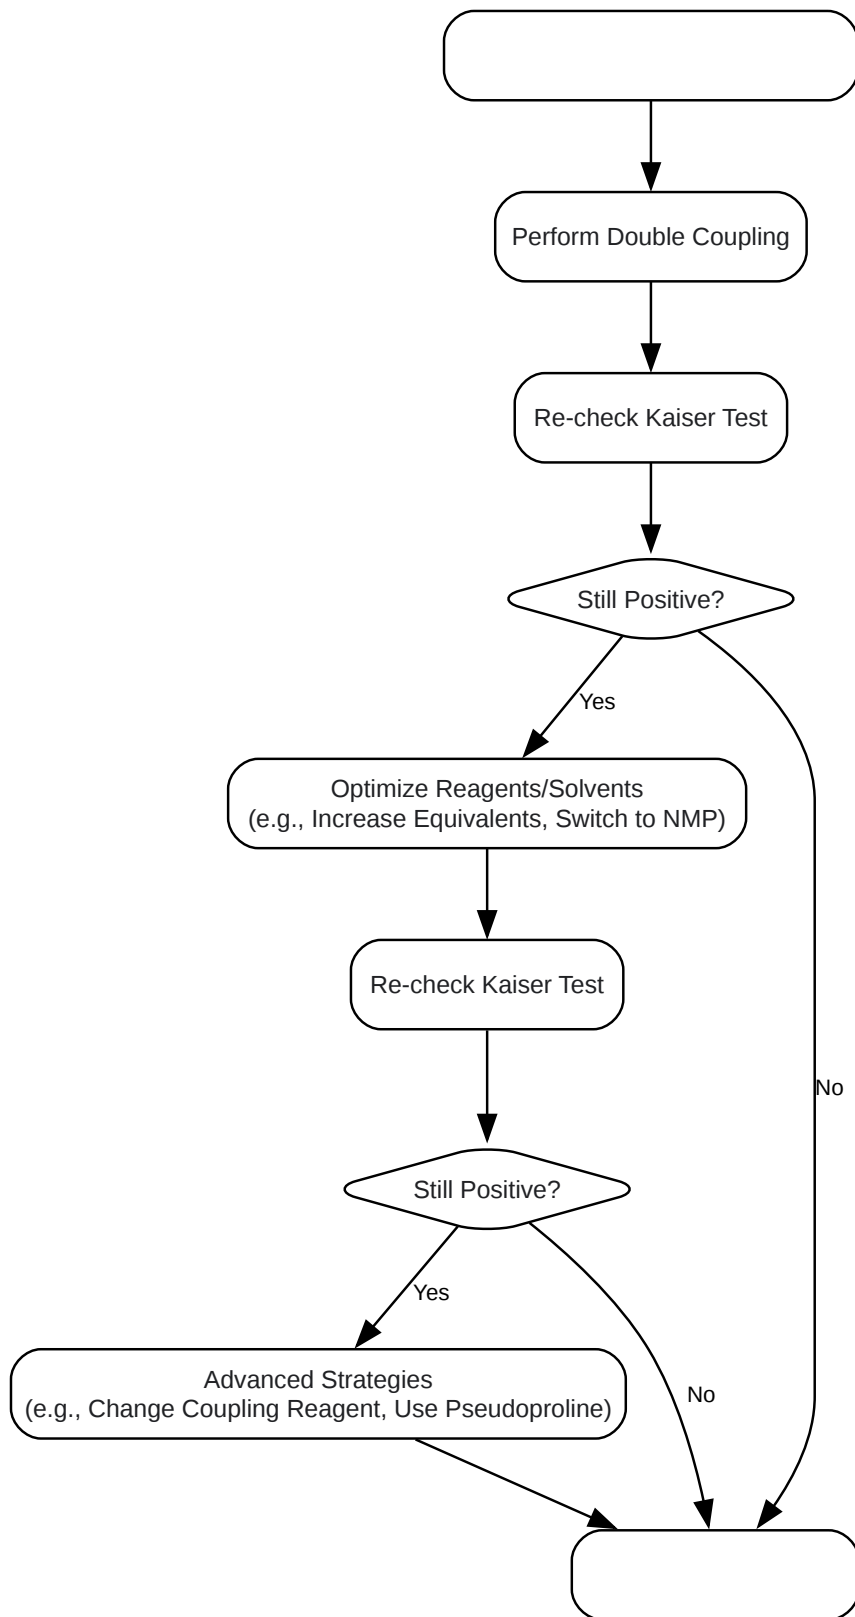 Perform Double Coupling
Re-check Kaiser Test
Still Positive?
Yes
Optimize Reagents/Solvents
(e.g., Increase Equivalents, Switch to NMP)
Re-check Kaiser Test
No
Still Positive?
Yes
Advanced Strategies
(e.g., Change Coupling Reagent, Use Pseudoproline)
No